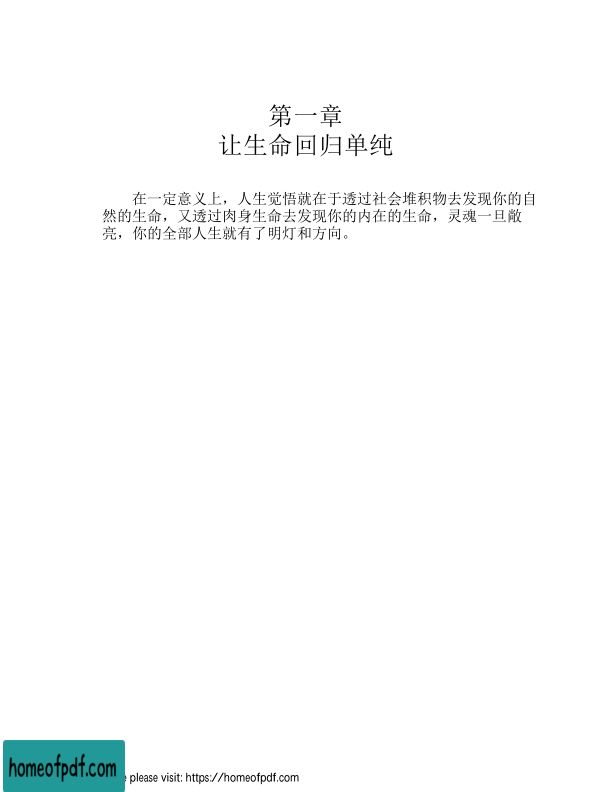 第一章
让生命回归单纯
在一定意义上，人生觉悟就在于透过社会堆积物去发现你的自
然的生命，又透过肉身生命去发现你的内在的生命，灵魂一旦敞
亮，你的全部人生就有了明灯和方向。
homeofpdf.com
e please visit: https://homeofpdf.com